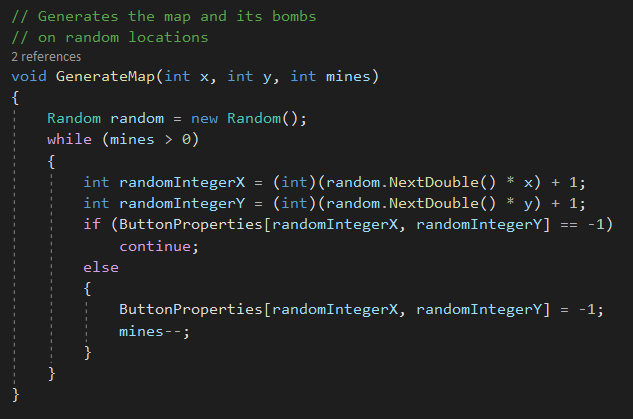 // Generates the map and its bombs
// on random locations
2 references
void GenerateMap(int x, int y, int mines)
{
    Random random = new Random();
    while (mines > 0)
    {
        int randomIntegerX = (int)(random.NextDouble() * x) + 1;
        int randomIntegerY = (int)(random.NextDouble() * y) + 1;
        if (ButtonProperties[randomIntegerX, randomIntegerY] == -1)
            continue;
        else
        {
            ButtonProperties[randomIntegerX, randomIntegerY] = -1;
            mines--;
        }
    }
}